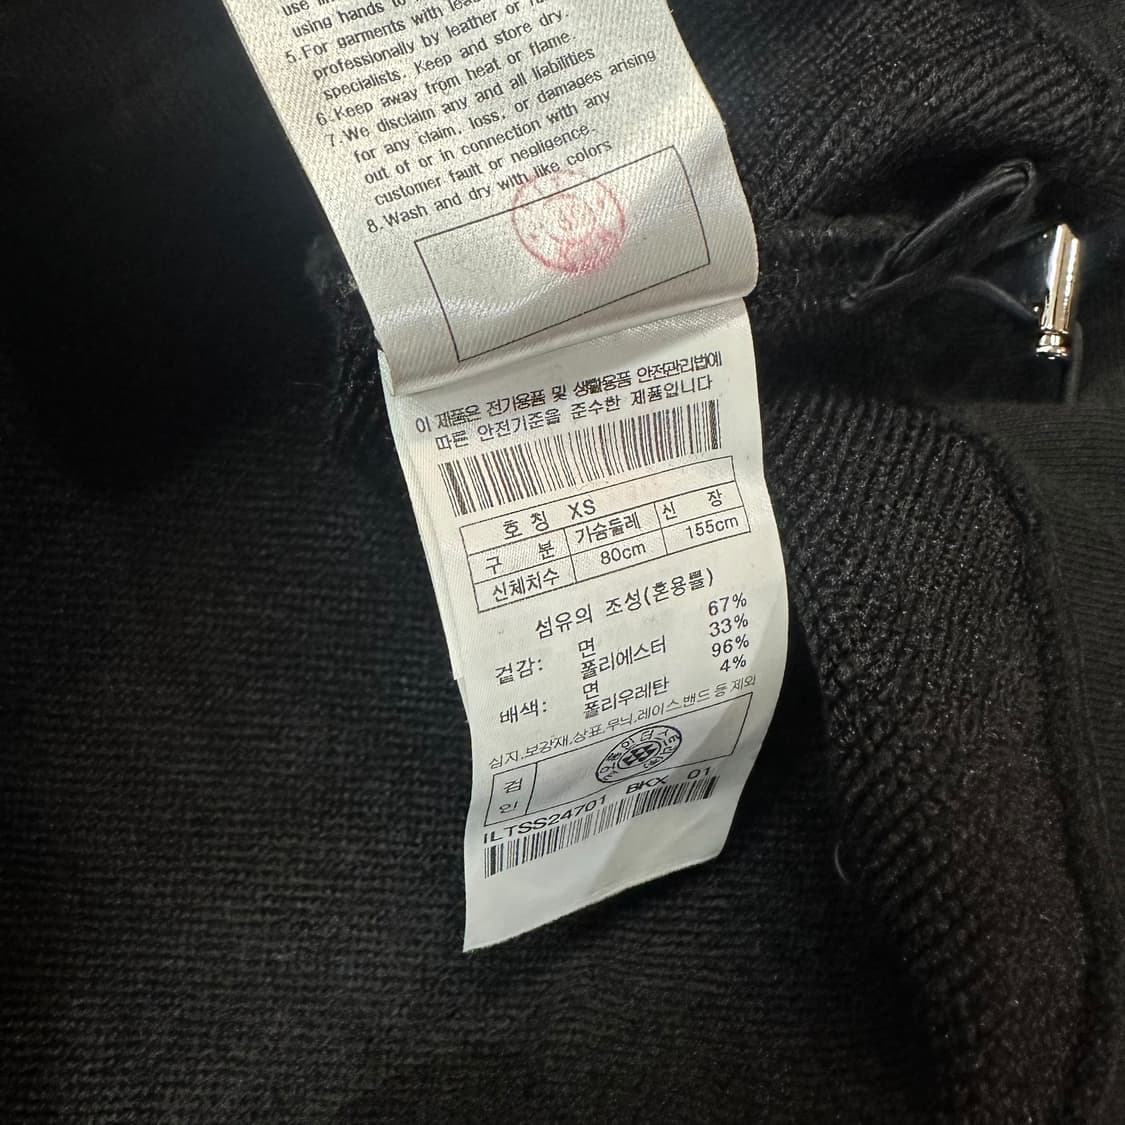 using hands to
5.For garments with
professionally by leather or
specialists. Keep and store dry.
6.Keep away from heat or flame.
7.We disclaim any and all liabilities
for any claim, loss, or damages arising
out of or in connection with any
customer fault or negligence.
8.Wash and dry with like colors
이 제품은 전기용품 및 생활용품 안전관리법에
따른 안전기준을 준수한 제품입니다
호 칭 XS
구 분 가슴둘레 신 장
신체치수 80cm 155cm
섬유의 조성(혼용률)
겉감: 면 67%
폴리에스터 33%
배색: 면 96%
폴리우레탄 4%
심지,보강재,상표,무늬,레이스,밴드 등 제외
검
인
ILTSS24701 BKX 01